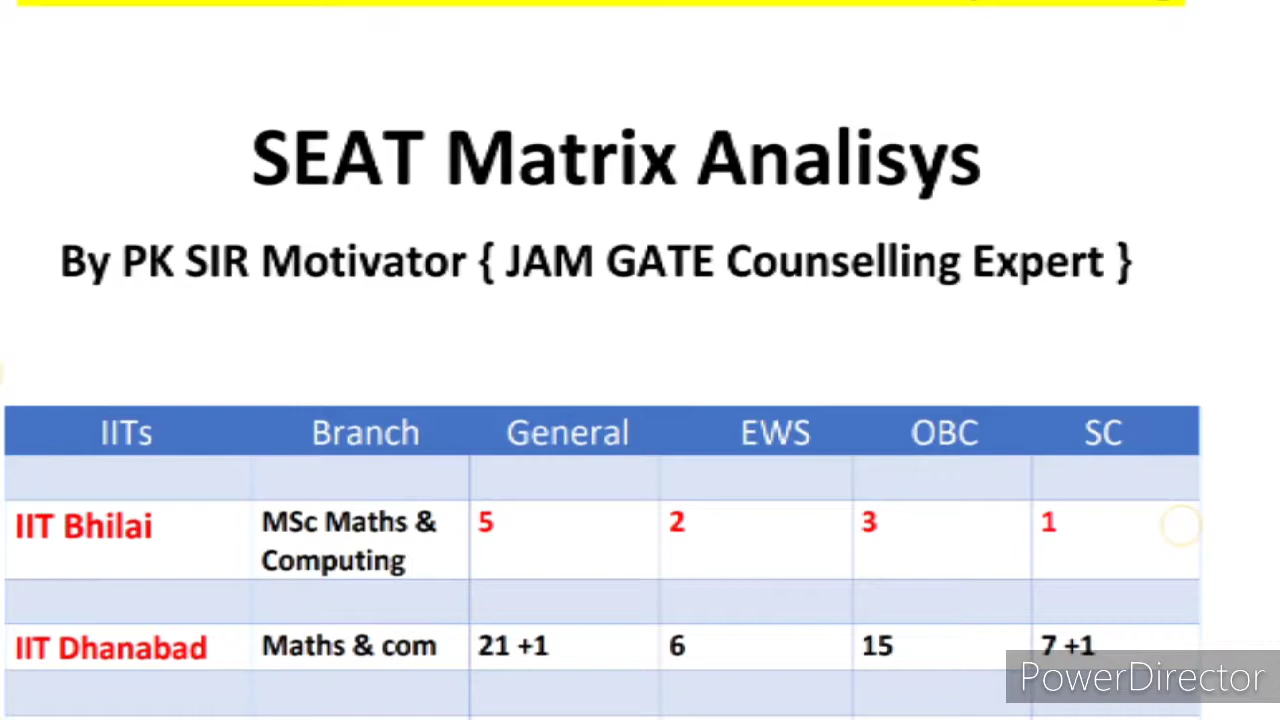 SEAT Matrix Analisys
By PK SIR Motivator { JAM GATE Counselling Expert }
IITs Branch General EWS OBC SC
IIT Bhilai MSc Maths & Computing 5 2 3 1
IIT Dhanabad Maths & com 21 +1 6 15 7 +1
PowerDirector